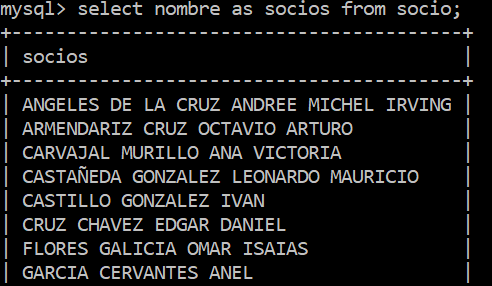 mysql> select nombre as socios from socio;
+------------------------------------------+
| socios |
+------------------------------------------+
| ANGELES DE LA CRUZ ANDREE MICHEL IRVING |
| ARMENDARIZ CRUZ OCTAVIO ARTURO |
| CARVAJAL MURILLO ANA VICTORIA |
| CASTAÑEDA GONZALEZ LEONARDO MAURICIO |
| CASTILLO GONZALEZ IVAN |
| CRUZ CHAVEZ EDGAR DANIEL |
| FLORES GALICIA OMAR ISAIAS |
| GARCIA CERVANTES ANEL |